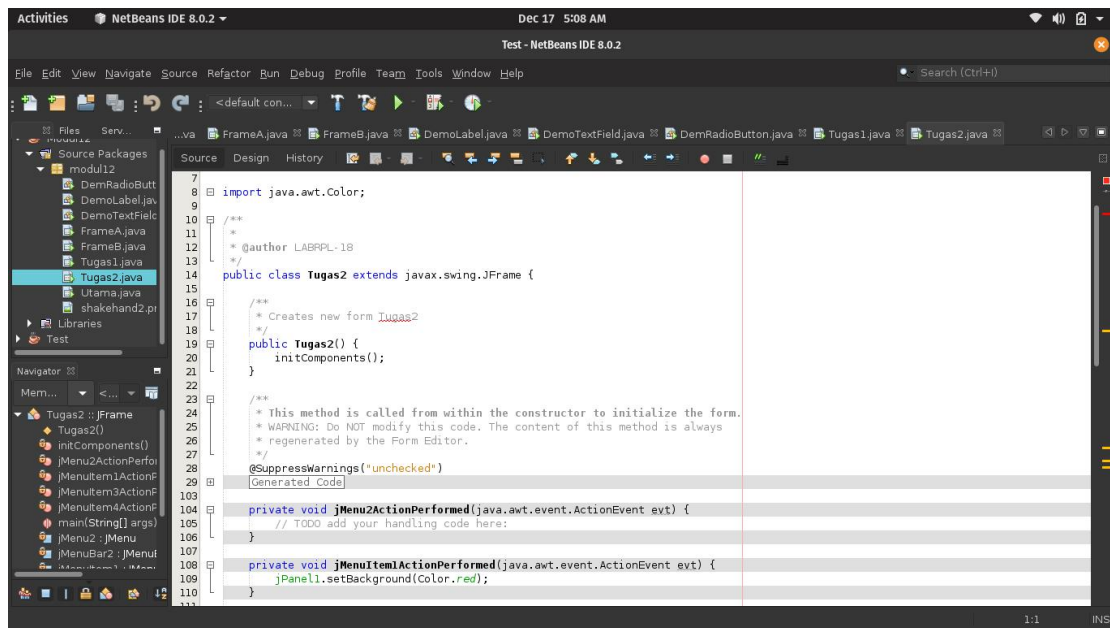 Activities NetBeans IDE 8.0.2 Dec 17 5:08 AM
Test - NetBeans IDE 8.0.2
File Edit View Navigate Source Refactor Run Debug Profile Team Tools Window Help Search (Ctrl+I)
<default con...
Files Serv... ...va FrameA.java FrameB.java DemoLabel.java DemoTextField.java DemRadioButton.java Tugas1.java Tugas2.java
Source Design History
Source Packages
modul12
DemRadioButt
DemoLabel.jav
DemoTextField
FrameA.java
FrameB.java
Tugas1.java
Tugas2.java
Utama.java
shakehand2.pr
Libraries
Test
Navigator
Mem... <...
Tugas2 :: JFrame
Tugas2()
initComponents()
jMenu2ActionPerfor
jMenuItem1ActionP
jMenuItem3ActionP
jMenuItem4ActionP
main(String[] args)
jMenu2 : JMenu
jMenuBar2 : JMenuB
7
8 import java.awt.Color;
9
10 /**
11 *
12 * @author LABRPL-18
13 */
14 public class Tugas2 extends javax.swing.JFrame {
15
16 /**
17 * Creates new form Tugas2
18 */
19 public Tugas2() {
20 initComponents();
21 }
22
23 /**
24 * This method is called from within the constructor to initialize the form.
25 * WARNING: Do NOT modify this code. The content of this method is always
26 * regenerated by the Form Editor.
27 */
28 @SuppressWarnings("unchecked")
29 Generated Code
103
104 private void jMenu2ActionPerformed(java.awt.event.ActionEvent evt) {
105 // TODO add your handling code here:
106 }
107
108 private void jMenuItem1ActionPerformed(java.awt.event.ActionEvent evt) {
109 jPanel1.setBackground(Color.red);
110 }
1:1 INS